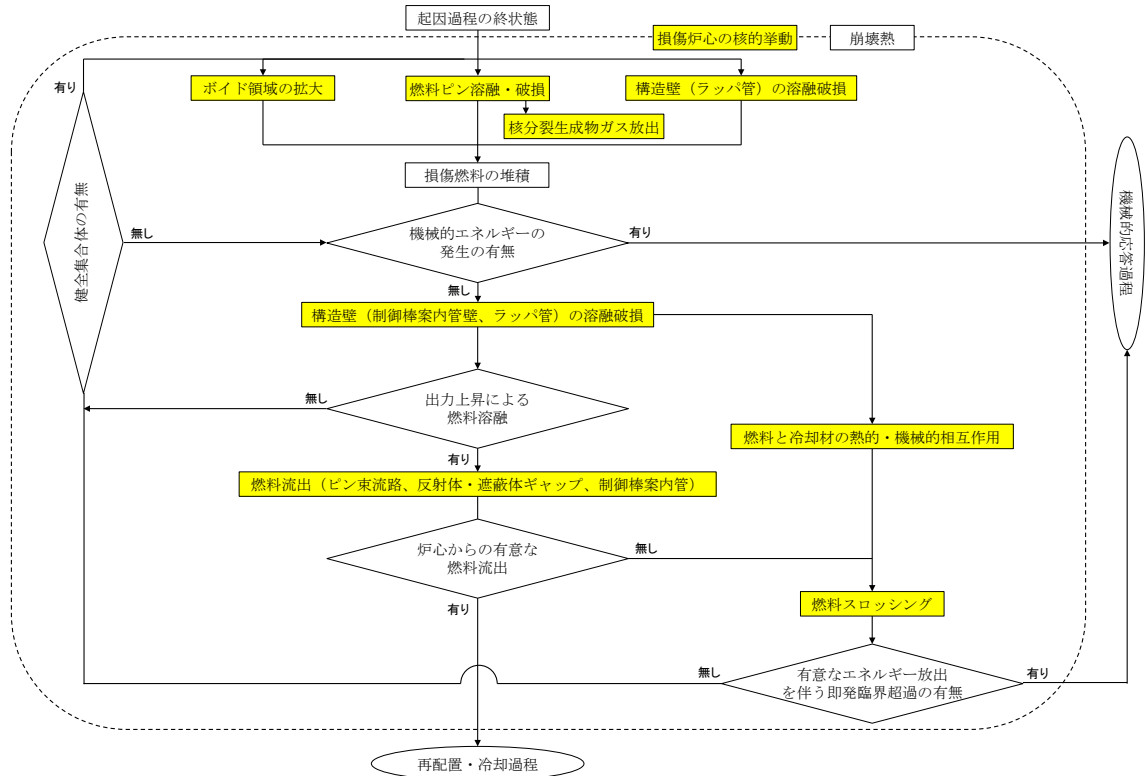 起因過程の終状態
損傷炉心の核的挙動
崩壊熱
有り
ボイド領域の拡大
燃料ピン溶融・破損
構造壁（ラッパ管）の溶融破損
核分裂生成物ガス放出
損傷燃料の堆積
健全集合体の有無
無し
機械的エネルギーの
発生の有無
有り
機械的応答過程
無し
構造壁（制御棒案内管壁、ラッパ管）の溶融破損
無し
出力上昇による
燃料溶融
燃料と冷却材の熱的・機械的相互作用
有り
燃料流出（ピン束流路、反射体・遮蔽体ギャップ、制御棒案内管）
炉心からの有意な
燃料流出
無し
有り
燃料スロッシング
無し
有意なエネルギー放出
を伴う即発臨界超過の有無
有り
再配置・冷却過程